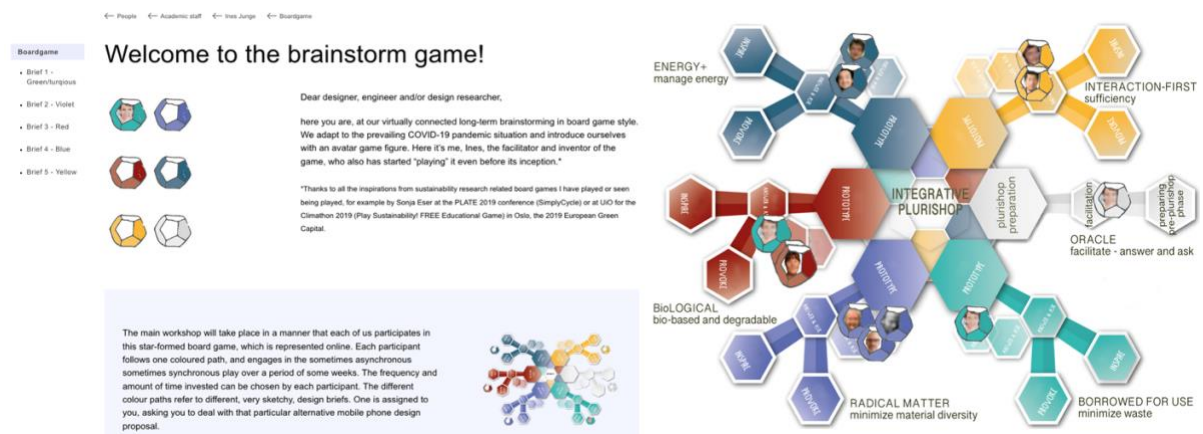 ← People ← Academic staff ← Ines Junge ← Boardgame
Boardgame
Brief 1 -
Green/turqious
Brief 2 - Violet
Brief 3 - Red
Brief 4 - Blue
Brief 5 - Yellow
Welcome to the brainstorm game!
Dear designer, engineer and/or design researcher,
here you are, at our virtually connected long-term brainstorming in board game style.
We adapt to the prevailing COVID-19 pandemic situation and introduce ourselves
with an avatar game figure. Here it's me, Ines, the facilitator and inventor of the
game, who also has started "playing" it even before its inception.*
*Thanks to all the inspirations from sustainability research related board games I have played or seen
being played, for example by Sonja Eser at the PLATE 2019 conference (SimplyCycle) or at UiO for the
Climathon 2019 (Play Sustainability! FREE Educational Game) in Oslo, the 2019 European Green
Capital.
The main workshop will take place in a manner that each of us participates in
this star-formed board game, which is represented online. Each participant
follows one coloured path, and engages in the sometimes asynchronous
sometimes synchronous play over a period of some weeks. The frequency and
amount of time invested can be chosen by each participant. The different
colour paths refer to different, very sketchy, design briefs. One is assigned to
you, asking you to deal with that particular alternative mobile phone design
proposal.
ENERGY+
manage energy
INSPIRE
PROVOKE
PROTOTYPE
INTERACTION-FIRST
sufficiency
INSPIRE
PROVOKE
PROTOTYPE
INTEGRATIVE
PLURISHOP
BioLOGICAL
bio-based and degradable
INSPIRE
PROVOKE
PROTOTYPE
plurishop
preparation
facilitation
preparing
pre-plurishop
phase
ORACLE
facilitate - answer and ask
RADICAL MATTER
minimize material diversity
PROTOTYPE
INSPIRE
PROVOKE
BORROWED FOR USE
minimize waste
PROTOTYPE
INSPIRE
PROVOKE